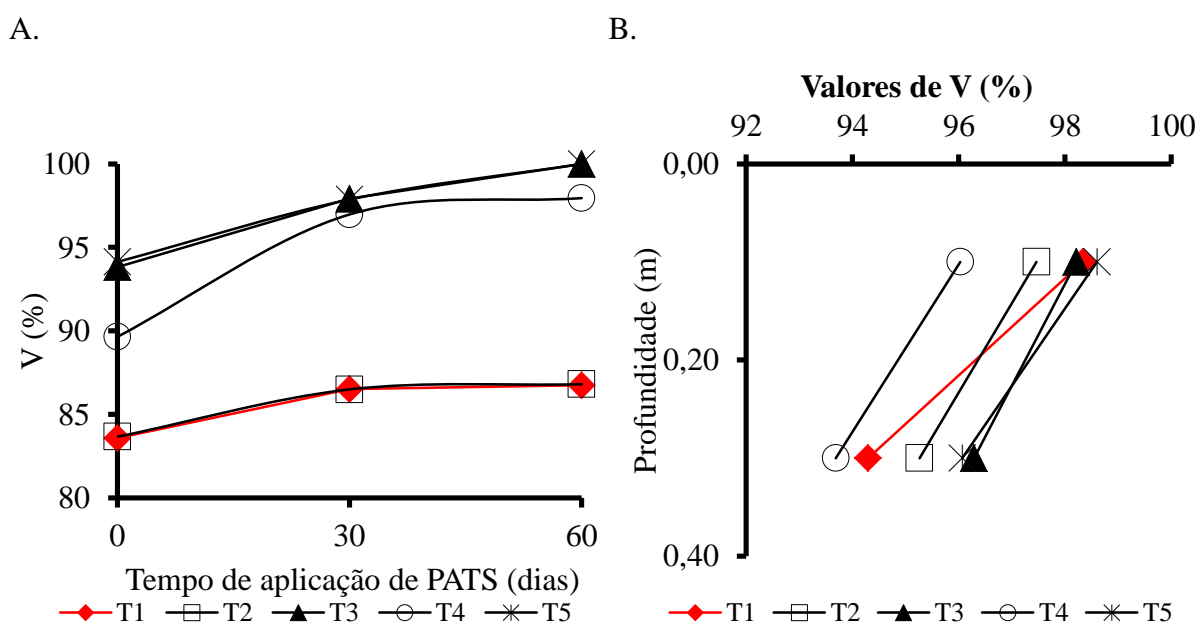 A.
V (%)
100
95
90
85
80
0 30 60
Tempo de aplicação de PATS (dias)
T1 T2 T3 T4 T5
B.
Valores de V (%)
92 94 96 98 100
Profundidade (m)
0,00
0,20
0,40
T1 T2 T3 T4 T5